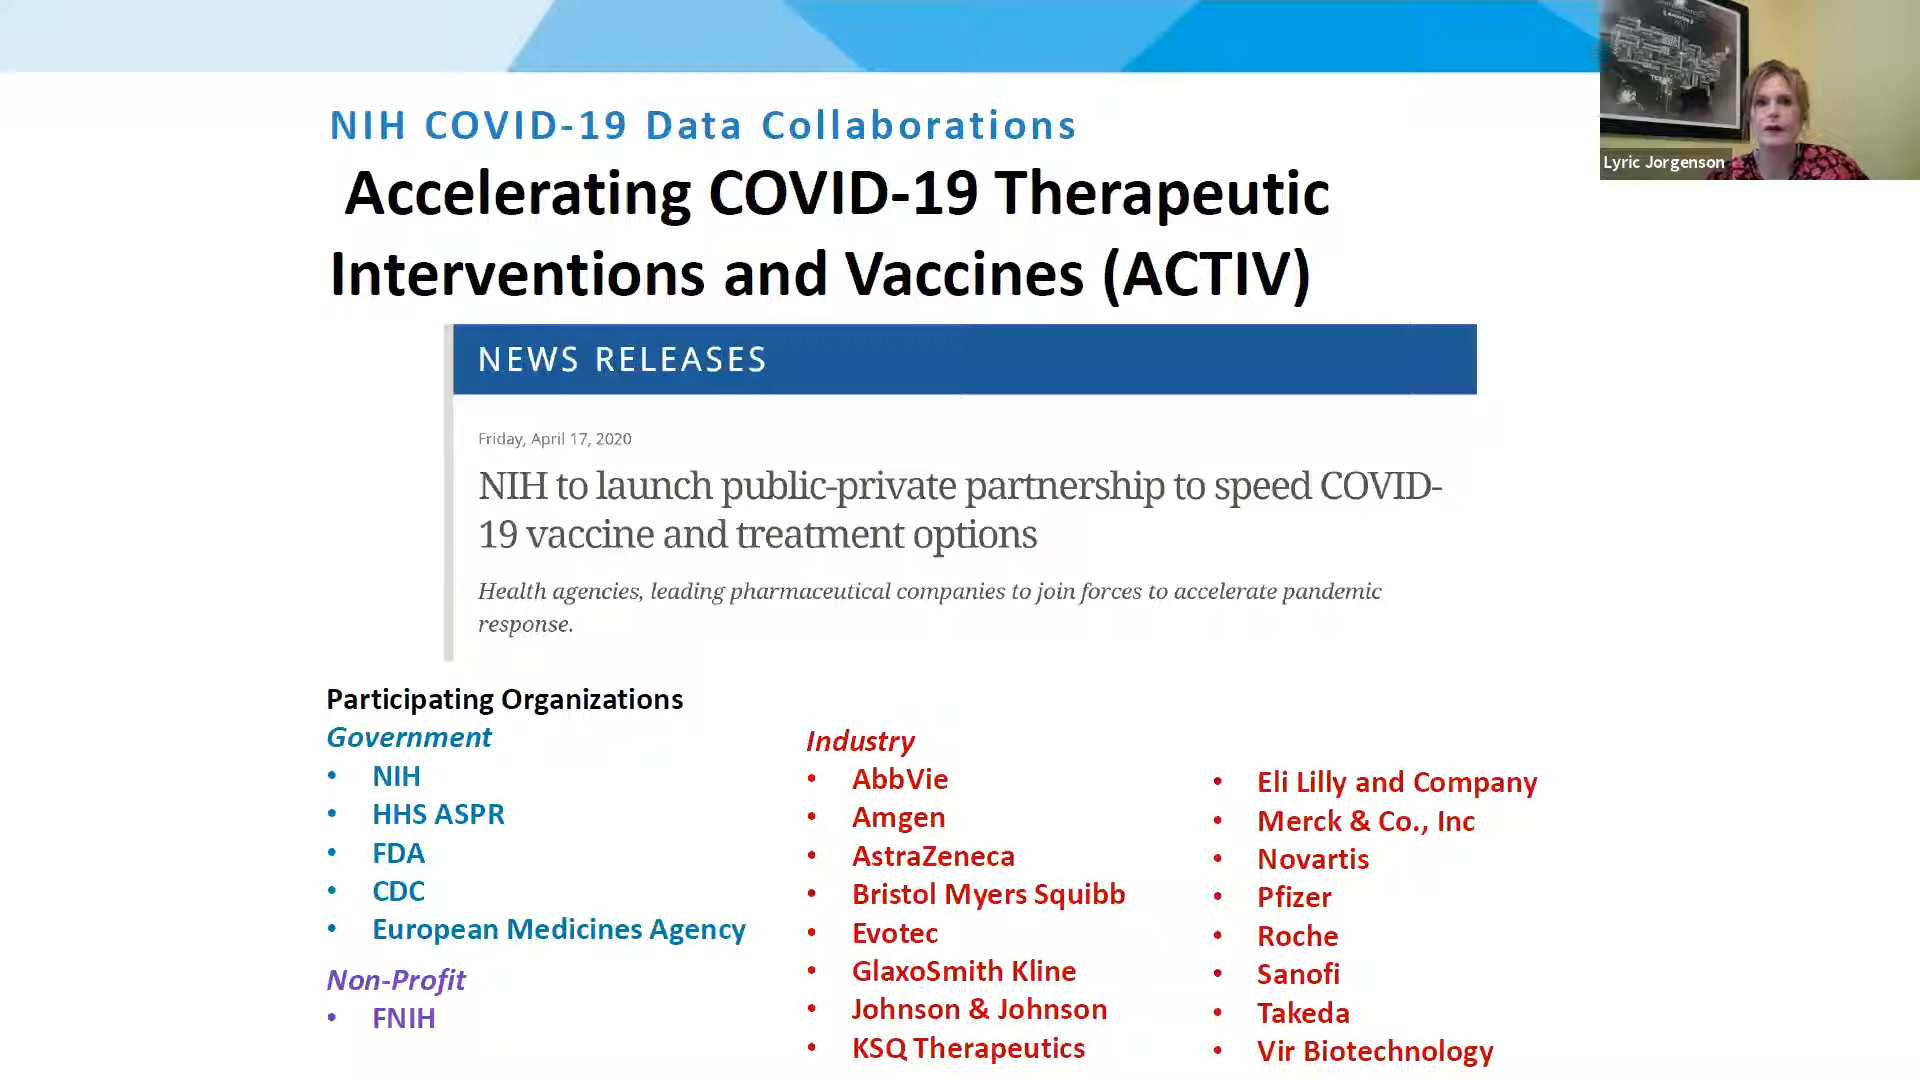 NIH COVID-19 Data Collaborations
Accelerating COVID-19 Therapeutic
Interventions and Vaccines (ACTIV)
Lyric Jorgenson
NEWS RELEASES
Friday, April 17, 2020
NIH to launch public-private partnership to speed COVID-
19 vaccine and treatment options
Health agencies, leading pharmaceutical companies to join forces to accelerate pandemic
response.
Participating Organizations
Government
• NIH
• HHS ASPR
• FDA
• CDC
• European Medicines Agency
Non-Profit
• FNIH
Industry
• AbbVie
• Amgen
• AstraZeneca
• Bristol Myers Squibb
• Evotec
• GlaxoSmith Kline
• Johnson & Johnson
• KSQ Therapeutics
• Eli Lilly and Company
• Merck & Co., Inc
• Novartis
• Pfizer
• Roche
• Sanofi
• Takeda
• Vir Biotechnology